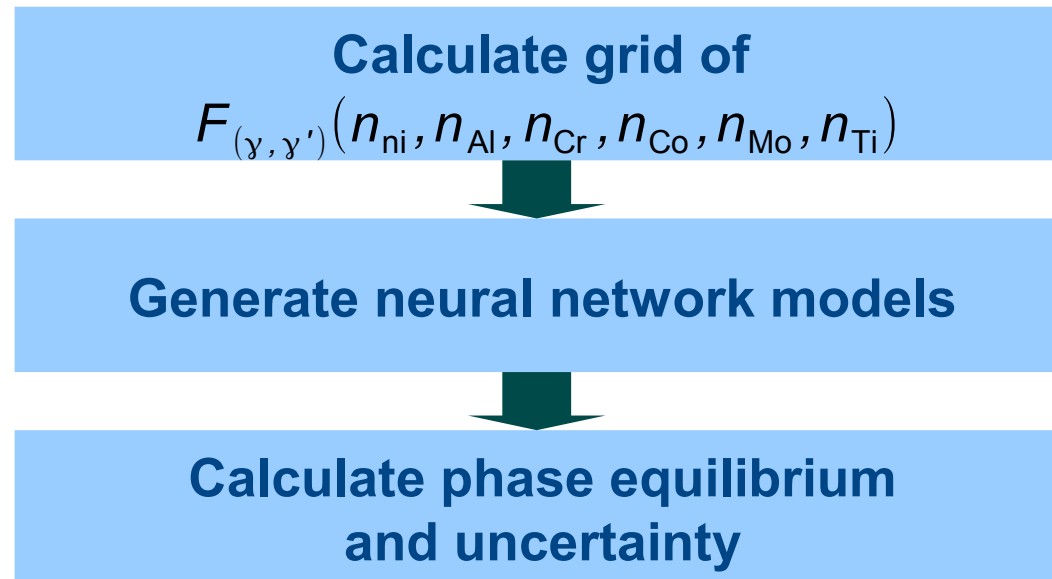 Calculate grid of
F(γ,γ')(nni,nAl,nCr,nCo,nMo,nTi)
Generate neural network models
Calculate phase equilibrium
and uncertainty